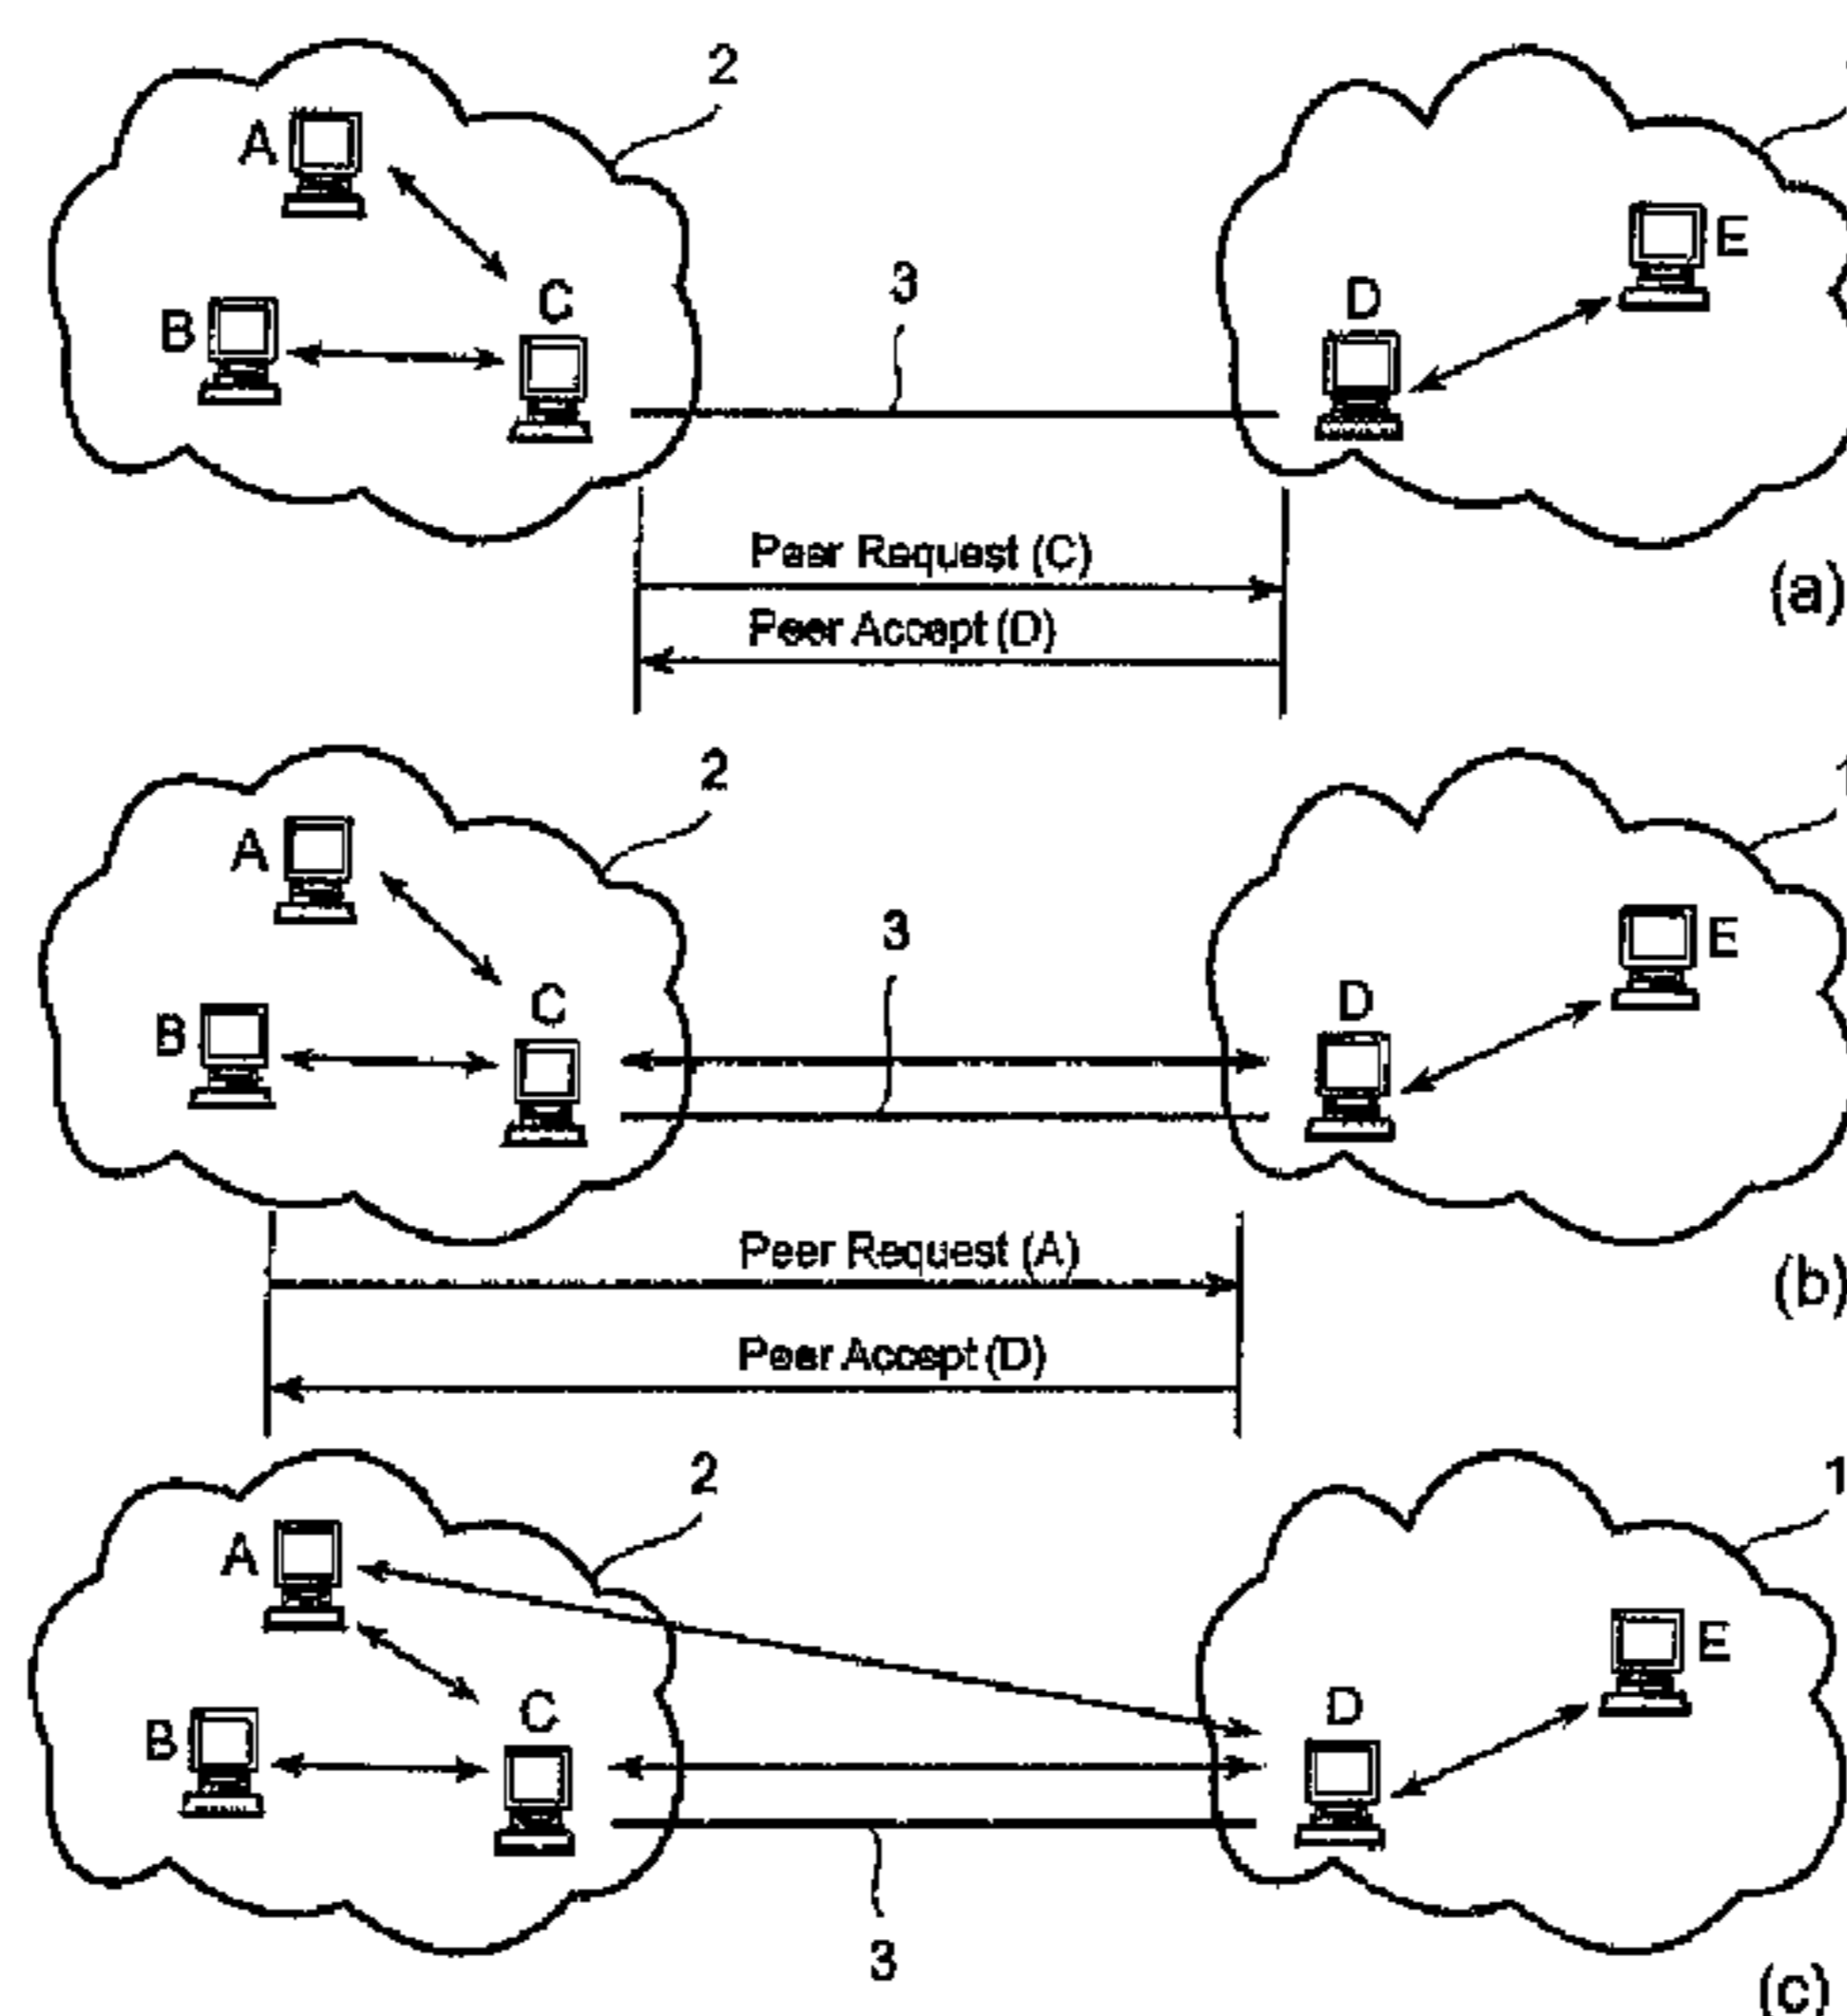 2
A
E
3
C
D
B
Peer Request (C)
(a)
Peer Accept (D)
2
1
A
3
E
C
D
B
Peer Request (A)
(b)
Peer Accept (D)
2
1
A
E
C
D
B
3
(c)